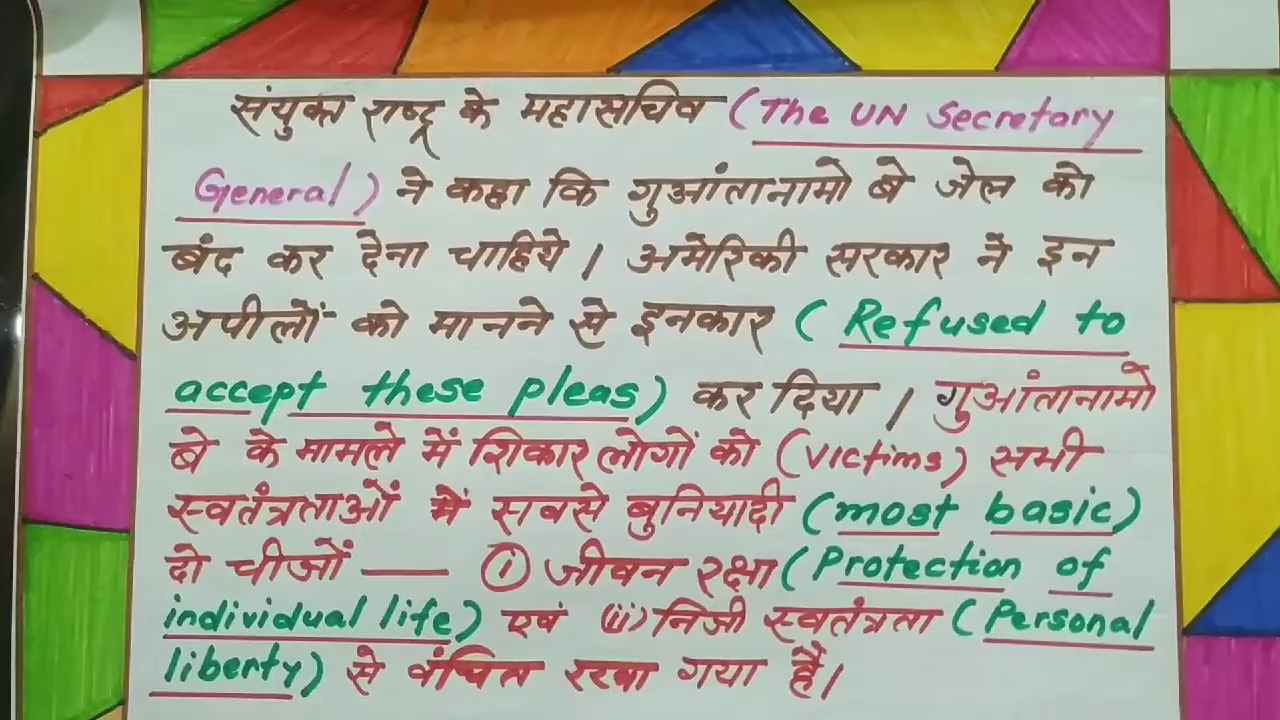 संयुक्त राष्ट्र के महासचिव (The UN Secretary
General) ने कहा कि गुआंतानामो बे जेल को
बंद कर देना चाहिये। अमेरिकी सरकार ने इन
अपीलों को मानने से इनकार (Refused to
accept these pleas) कर दिया। गुआंतानामो
बे के मामले में शिकार लोगों को (victims) सभी
स्वतंत्रताओं में सबसे बुनियादी (most basic)
दो चीजों — (i) जीवन रक्षा (Protection of
individual life) एवं (ii) निजी स्वतंत्रता (Personal
liberty) से वंचित रखा गया है।